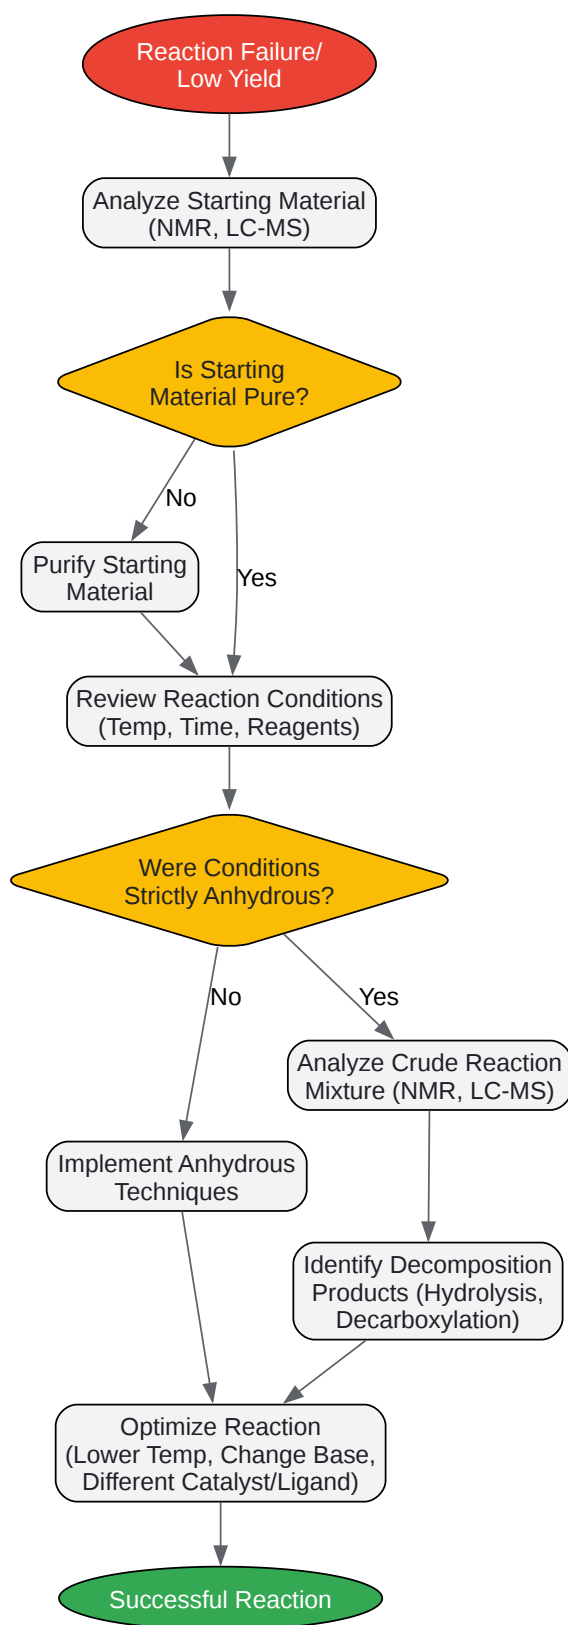 Reaction Failure/
Low Yield
Analyze Starting Material
(NMR, LC-MS)
Is Starting
Material Pure?
No
Purify Starting
Material
Yes
Review Reaction Conditions
(Temp, Time, Reagents)
Were Conditions
Strictly Anhydrous?
No
Yes
Analyze Crude Reaction
Mixture (NMR, LC-MS)
Implement Anhydrous
Techniques
Identify Decomposition
Products (Hydrolysis,
Decarboxylation)
Optimize Reaction
(Lower Temp, Change Base,
Different Catalyst/Ligand)
Successful Reaction